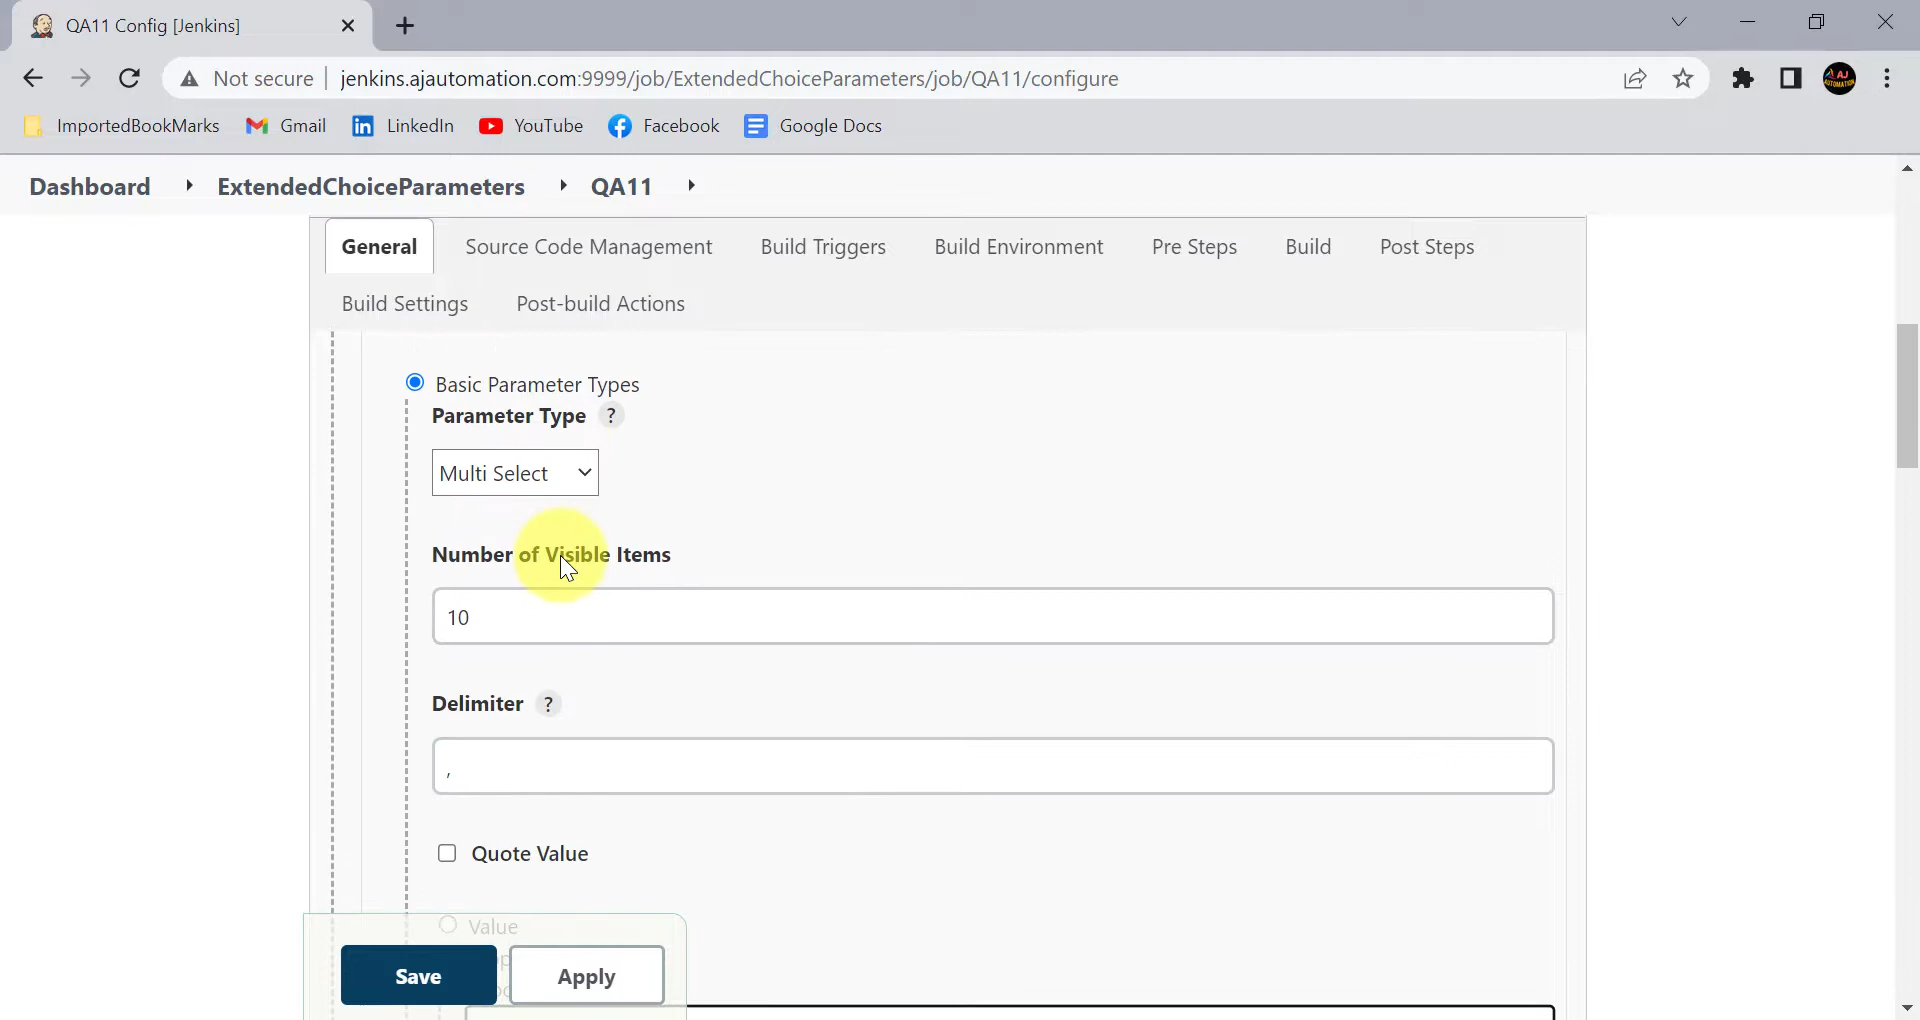 QA11 Config [Jenkins]
Not secure
jenkins.ajautomation.com:9999/job/ExtendedChoiceParameters/job/QA11/configure
AJ
AUTOMATION
ImportedBookMarks Gmail LinkedIn YouTube Facebook Google Docs
Dashboard ExtendedChoiceParameters QA11
General Source Code Management Build Triggers Build Environment Pre Steps Build Post Steps
Build Settings Post-build Actions
Basic Parameter Types
Parameter Type ?
Multi Select
Number of Visible Items
10
Delimiter ?
,
Quote Value
Value
Save Apply